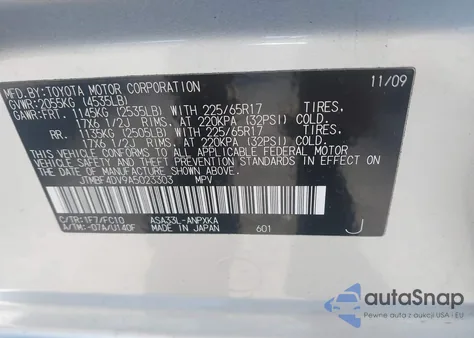 MFD.BY:TOYOTA MOTOR CORPORATION 11/09
GVWR:2055KG (4535LB)
GAWR:FRT. 1145KG (2535LB) WITH 225/65R17 TIRES,
17X6 1/2J RIMS, AT 220KPA (32PSI) COLD.
RR. 1135KG (2505LB) WITH 225/65R17 TIRES,
17X6 1/2J RIMS, AT 220KPA (32PSI) COLD.
THIS VEHICLE CONFORMS TO ALL APPLICABLE FEDERAL MOTOR
VEHICLE SAFETY, AND THEFT PREVENTION STANDARDS IN
EFFECT ON THE DATE OF MANUFACTURE SHOWN ABOVE.
JTMBF4DV9A5023303 MPV
C/TR:1F7/FC10 ASA33L-ANPXKA
A/TM:-07A/U140F MADE IN JAPAN 601 J
autoSnap
Pewne auta z aukcji USA i EU